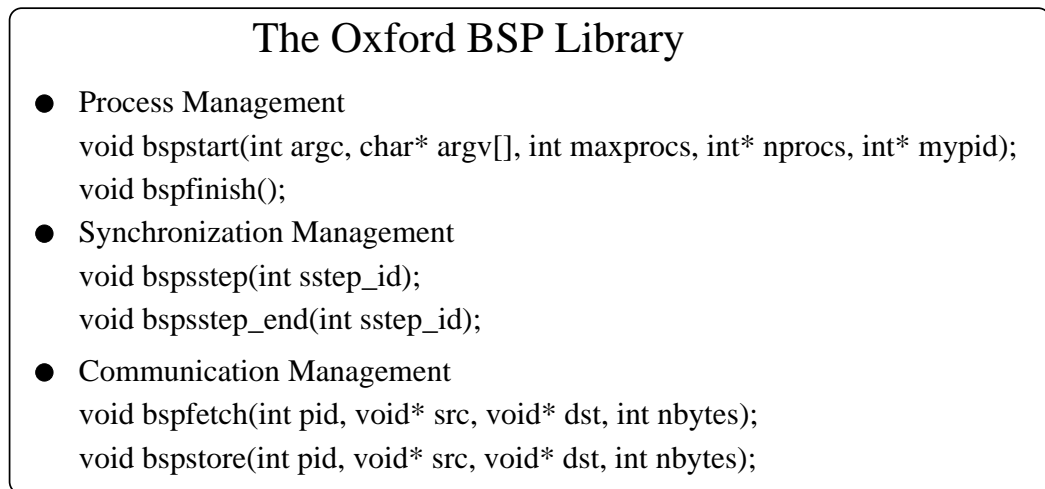 The Oxford BSP Library
● Process Management
void bspstart(int argc, char* argv[], int maxprocs, int* nprocs, int* mypid);
void bspfinish();
● Synchronization Management
void bspsstep(int sstep_id);
void bspsstep_end(int sstep_id);
● Communication Management
void bspfetch(int pid, void* src, void* dst, int nbytes);
void bspstore(int pid, void* src, void* dst, int nbytes);